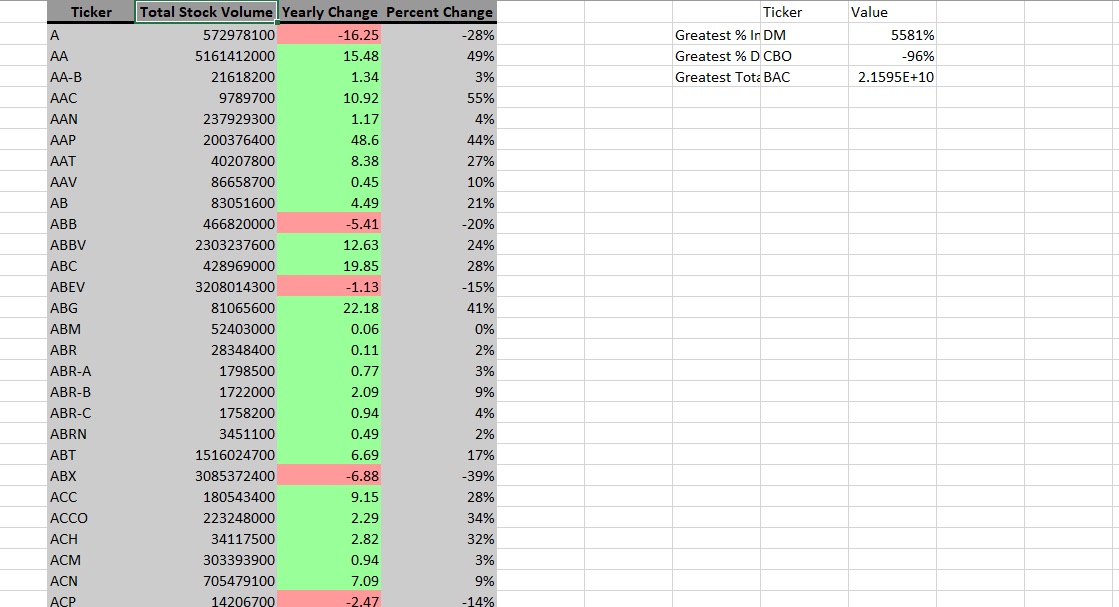 Ticker Total Stock Volume Yearly Change Percent Change Ticker Value
A 572978100 -16.25 -28% Greatest % In DM 5581%
AA 5161412000 15.48 49% Greatest % D CBO -96%
AA-B 21618200 1.34 3% Greatest Tota BAC 2.1595E+10
AAC 9789700 10.92 55%
AAN 237929300 1.17 4%
AAP 200376400 48.6 44%
AAT 40207800 8.38 27%
AAV 86658700 0.45 10%
AB 83051600 4.49 21%
ABB 466820000 -5.41 -20%
ABBV 2303237600 12.63 24%
ABC 428969000 19.85 28%
ABEV 3208014300 -1.13 -15%
ABG 81065600 22.18 41%
ABM 52403000 0.06 0%
ABR 28348400 0.11 2%
ABR-A 1798500 0.77 3%
ABR-B 1722000 2.09 9%
ABR-C 1758200 0.94 4%
ABRN 3451100 0.49 2%
ABT 1516024700 6.69 17%
ABX 3085372400 -6.88 -39%
ACC 180543400 9.15 28%
ACCO 223248000 2.29 34%
ACH 34117500 2.82 32%
ACM 303393900 0.94 3%
ACN 705479100 7.09 9%
ACP 14206700 -2.47 -14%